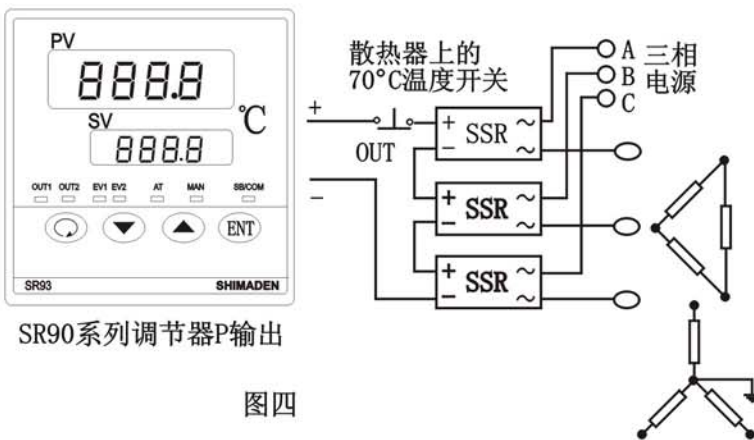 PV
888.8
SV
888.8
℃
OUT1 OUT2 EV1 EV2 AT MAN SB/COM
ENT
SR93 SHIMADEN
SR90系列调节器P输出
图四
散热器上的
70°C温度开关
+
−
OUT
+ SSR ~
− ~
+ SSR ~
− ~
+ SSR ~
− ~
A 三相
B 电源
C